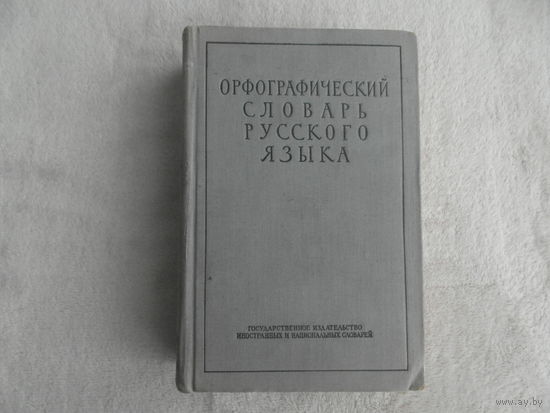 ОРФОГРАФИЧЕСКИЙ
СЛОВАРЬ
РУССКОГО
ЯЗЫКА
ГОСУДАРСТВЕННОЕ ИЗДАТЕЛЬСТВО
ИНОСТРАННЫХ И НАЦИОНАЛЬНЫХ СЛОВАРЕЙ
www.ay.by